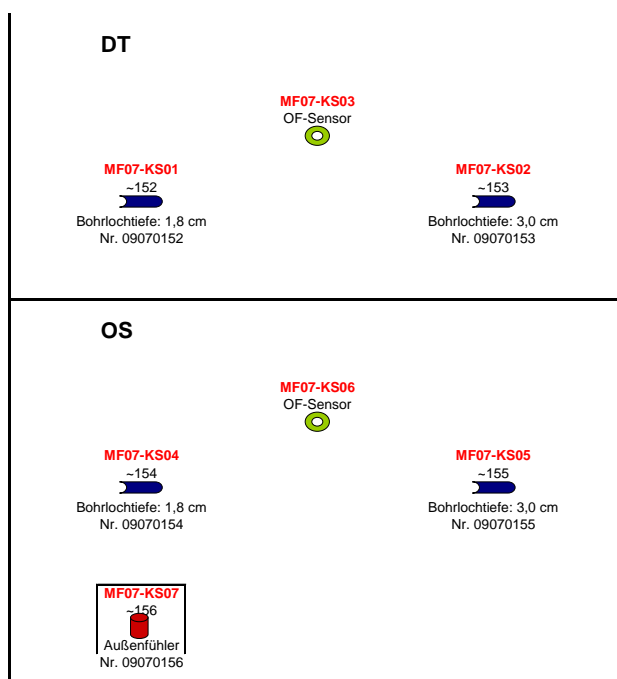 DT
MF07-KS03
OF-Sensor
MF07-KS01
~152
Bohrlochtiefe: 1,8 cm
Nr. 09070152
MF07-KS02
~153
Bohrlochtiefe: 3,0 cm
Nr. 09070153
OS
MF07-KS06
OF-Sensor
MF07-KS04
~154
Bohrlochtiefe: 1,8 cm
Nr. 09070154
MF07-KS05
~155
Bohrlochtiefe: 3,0 cm
Nr. 09070155
MF07-KS07
~156
Außenfühler
Nr. 09070156